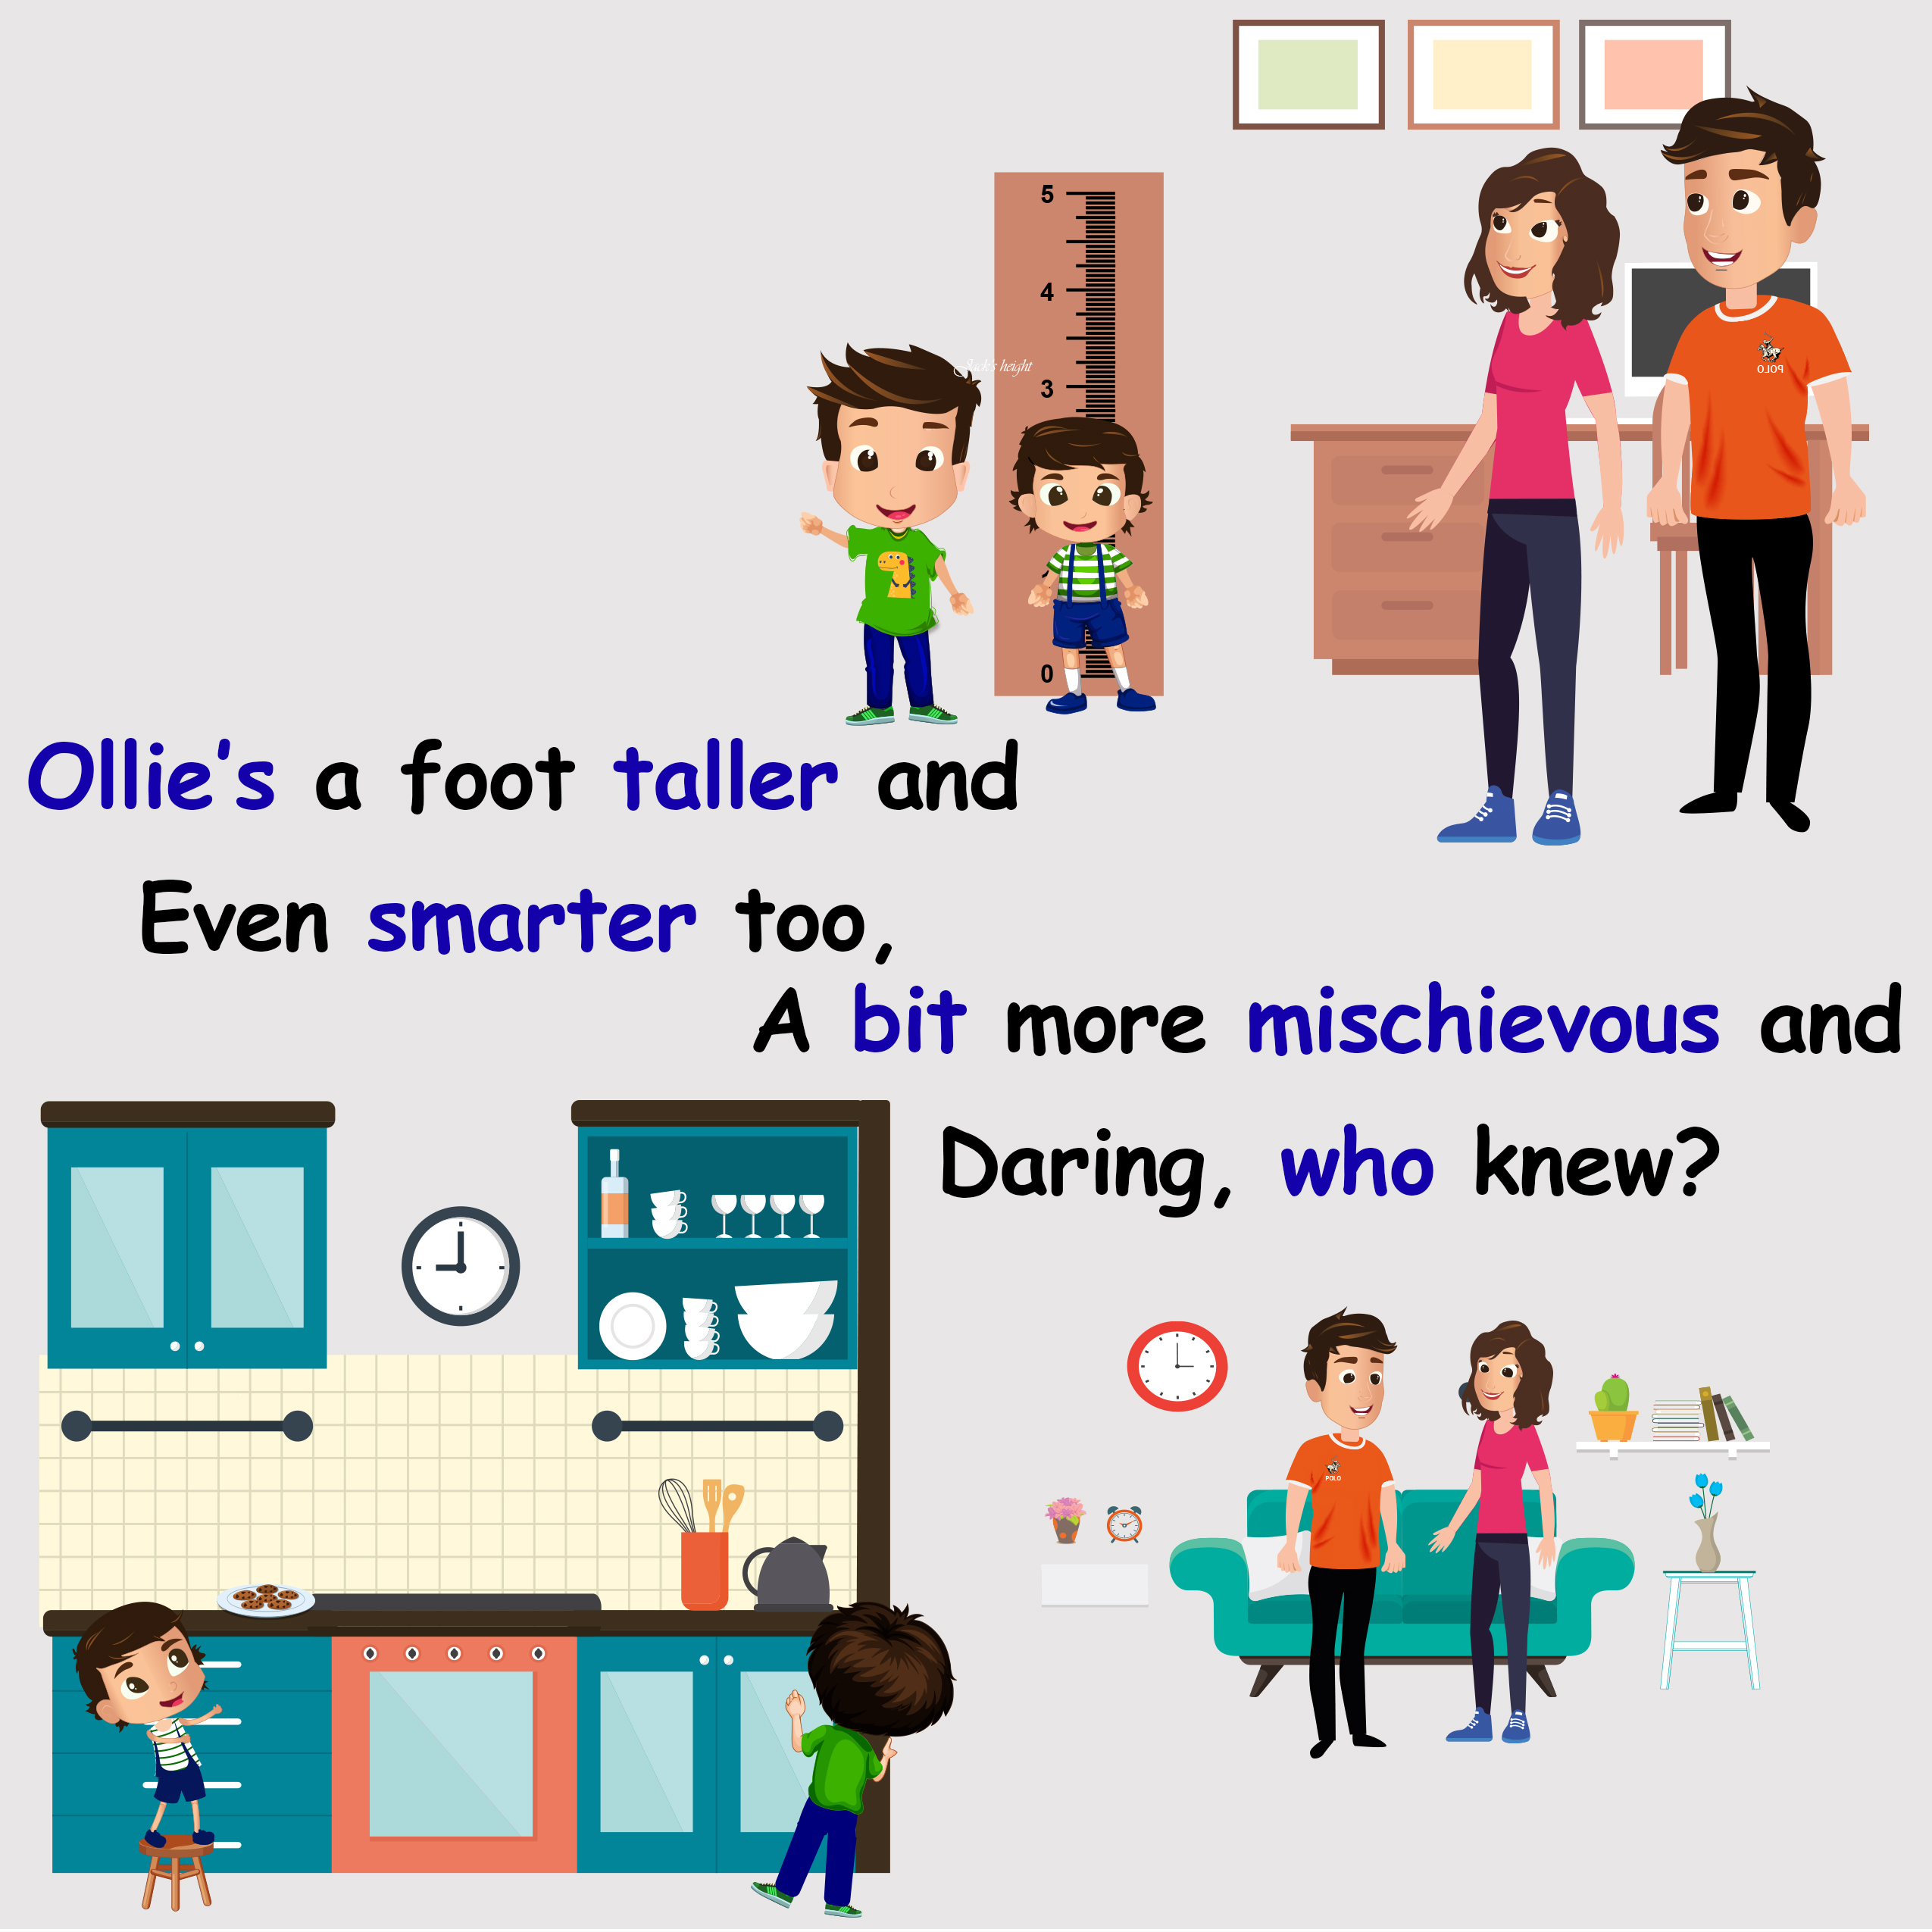 5
4
Jack's height
3
0
POLO
Ollie's a foot taller and
Even smarter too,
A bit more mischievous and
Daring, who knew?
POLO